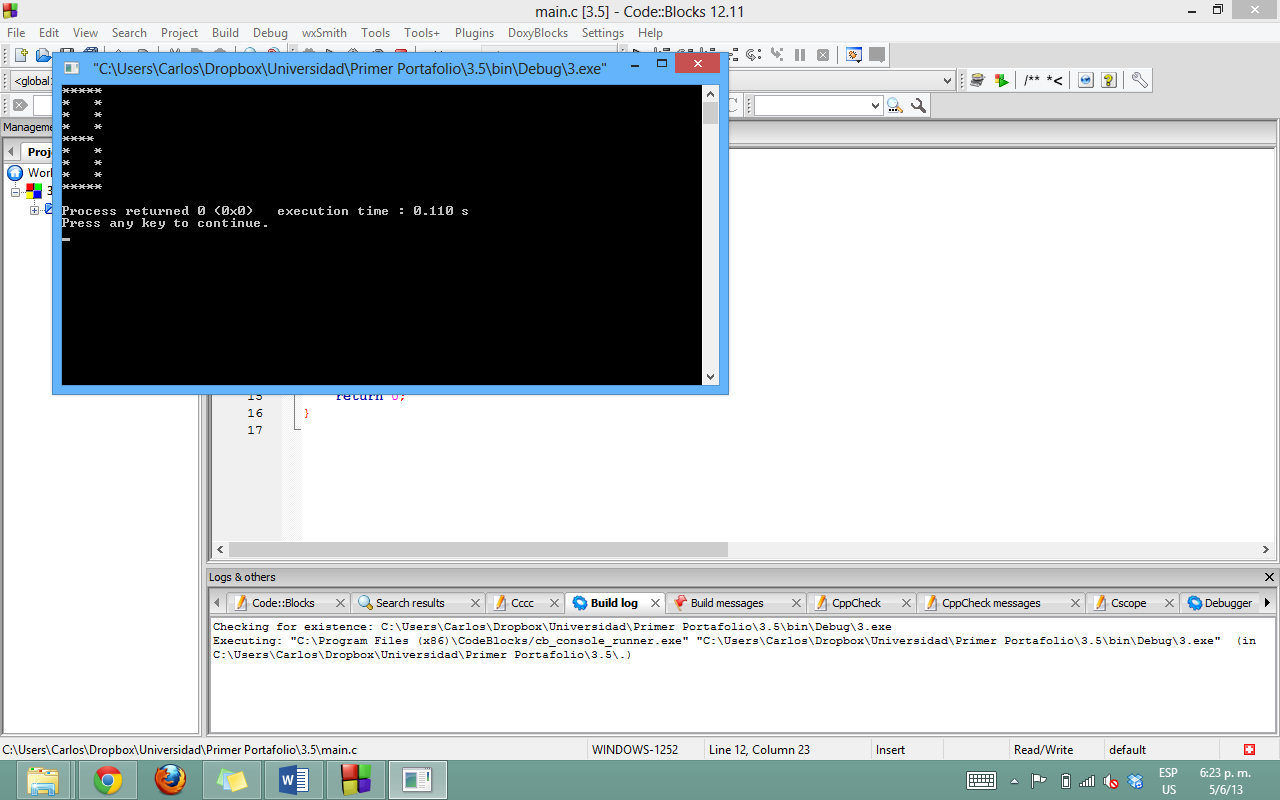 main.c [3.5] - Code::Blocks 12.11
File Edit View Search Project Build Debug wxSmith Tools Tools+ Plugins DoxyBlocks Settings Help
"C:\Users\Carlos\Dropbox\Universidad\Primer Portafolio\3.5\bin\Debug\3.exe"
<global
/** *<
*****
*   *
*   *
*   *
****
*   *
*   *
*   *
*****
Process returned 0 (0x0)   execution time : 0.110 s
Press any key to continue.
Manageme
Proj
Work
3
15 return 0;
16 }
17
Logs & others
Code::Blocks Search results Cccc Build log Build messages CppCheck CppCheck messages Cscope Debugger
Checking for existence: C:\Users\Carlos\Dropbox\Universidad\Primer Portafolio\3.5\bin\Debug\3.exe
Executing: "C:\Program Files (x86)\CodeBlocks/cb_console_runner.exe" "C:\Users\Carlos\Dropbox\Universidad\Primer Portafolio\3.5\bin\Debug\3.exe"  (in
C:\Users\Carlos\Dropbox\Universidad\Primer Portafolio\3.5\.)
C:\Users\Carlos\Dropbox\Universidad\Primer Portafolio\3.5\main.c WINDOWS-1252 Line 12, Column 23 Insert Read/Write default
ESP 6:23 p. m.
US 5/6/13